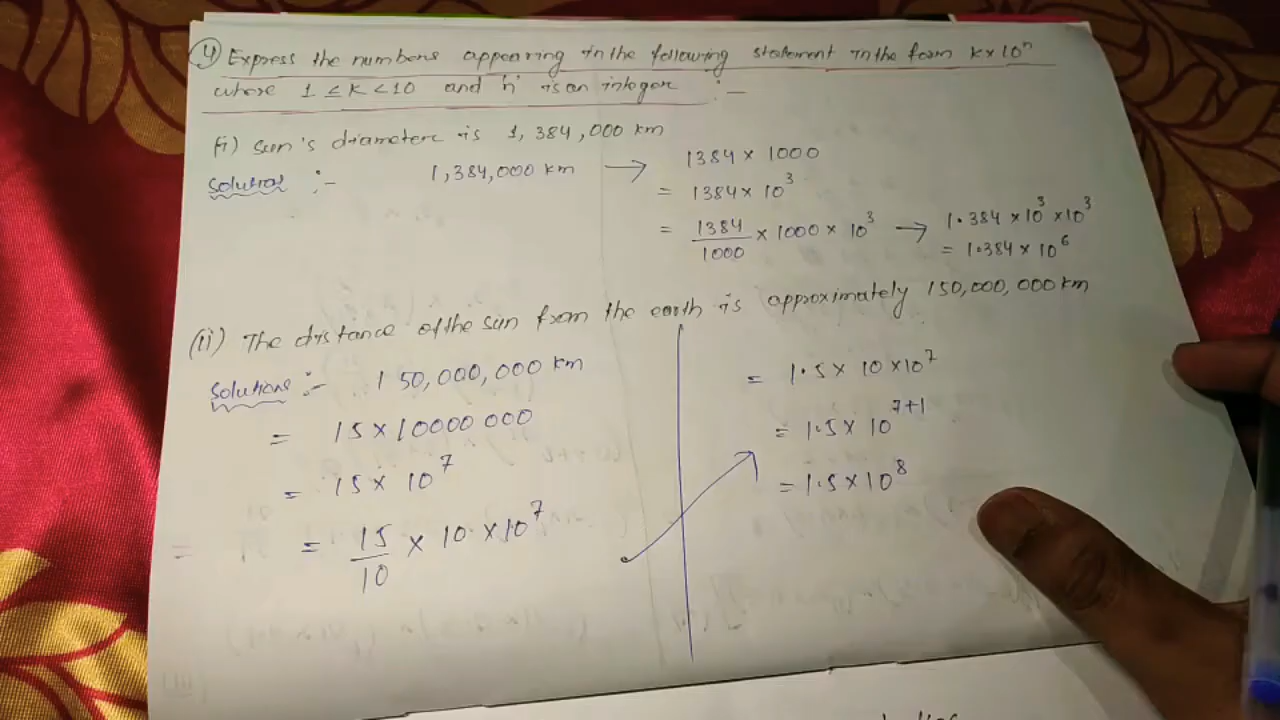 4) Express the numbers appearing in the following statement in the form K×10ⁿ
where 1 ≤ K < 10 and 'n' is an integer :-
(i) Sun's diameter is 1,384,000 km
Solution :- 1,384,000 km → 1384 × 1000
= 1384 × 10³
= 1384/1000 × 1000 × 10³ → 1.384 × 10³ × 10³
= 1.384 × 10⁶
(ii) The distance of the sun from the earth is approximately 150,000,000 km
Solution :- 150,000,000 km
= 15 × 10000000
= 15 × 10⁷
= 15/10 × 10 × 10⁷
= 1.5 × 10 × 10⁷
= 1.5 × 10⁷⁺¹
= 1.5 × 10⁸